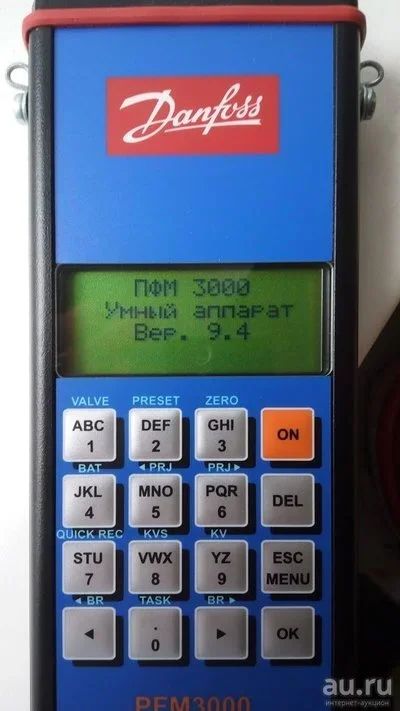 Danfoss
ПФМ 3000
Умный аппарат
Вер. 9.4
VALVE PRESET ZERO
ABC DEF GHI ON
1 2 3
BAT ◄ PRJ PRJ ►
JKL MNO PQR DEL
4 5 6
QUICK REC KVS KV
STU VWX YZ ESC
7 8 9 MENU
◄ BR TASK BR ►
◄ . ► OK
0
PFM3000
au.ru
интернет-аукцион